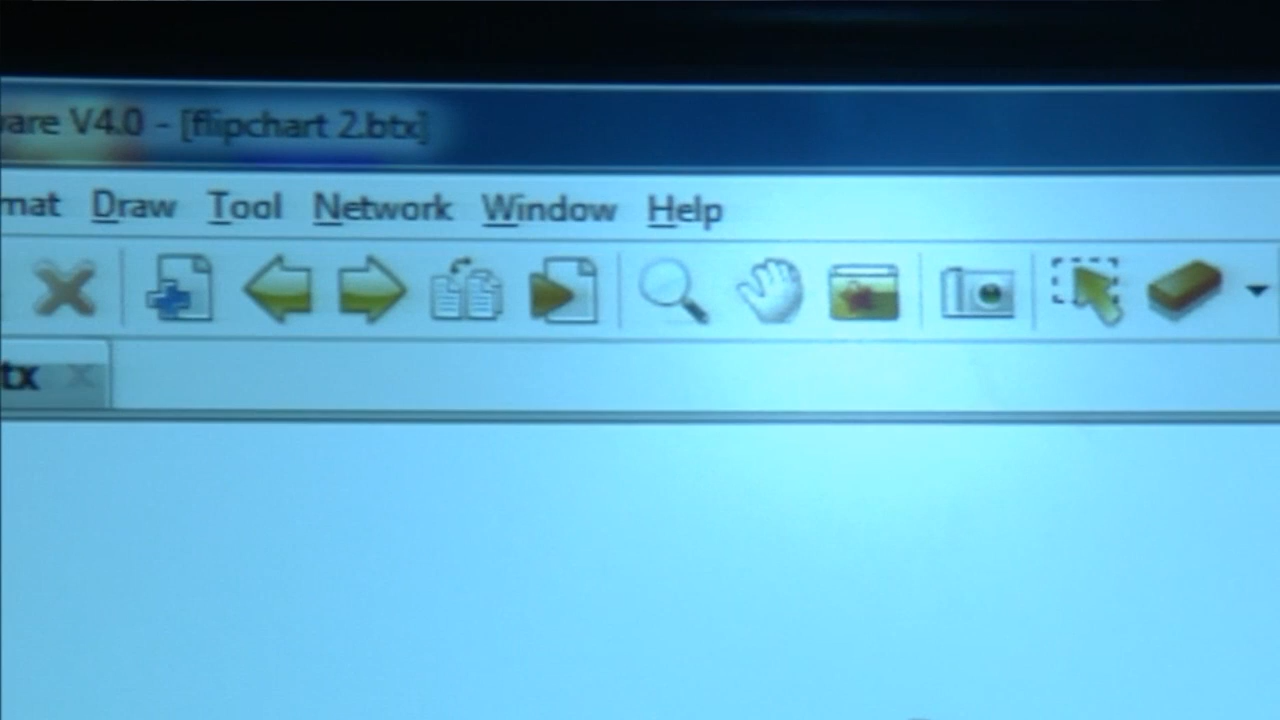 are V4.0 - [flipchart 2.btx]
mat Draw Tool Network Window Help
tx